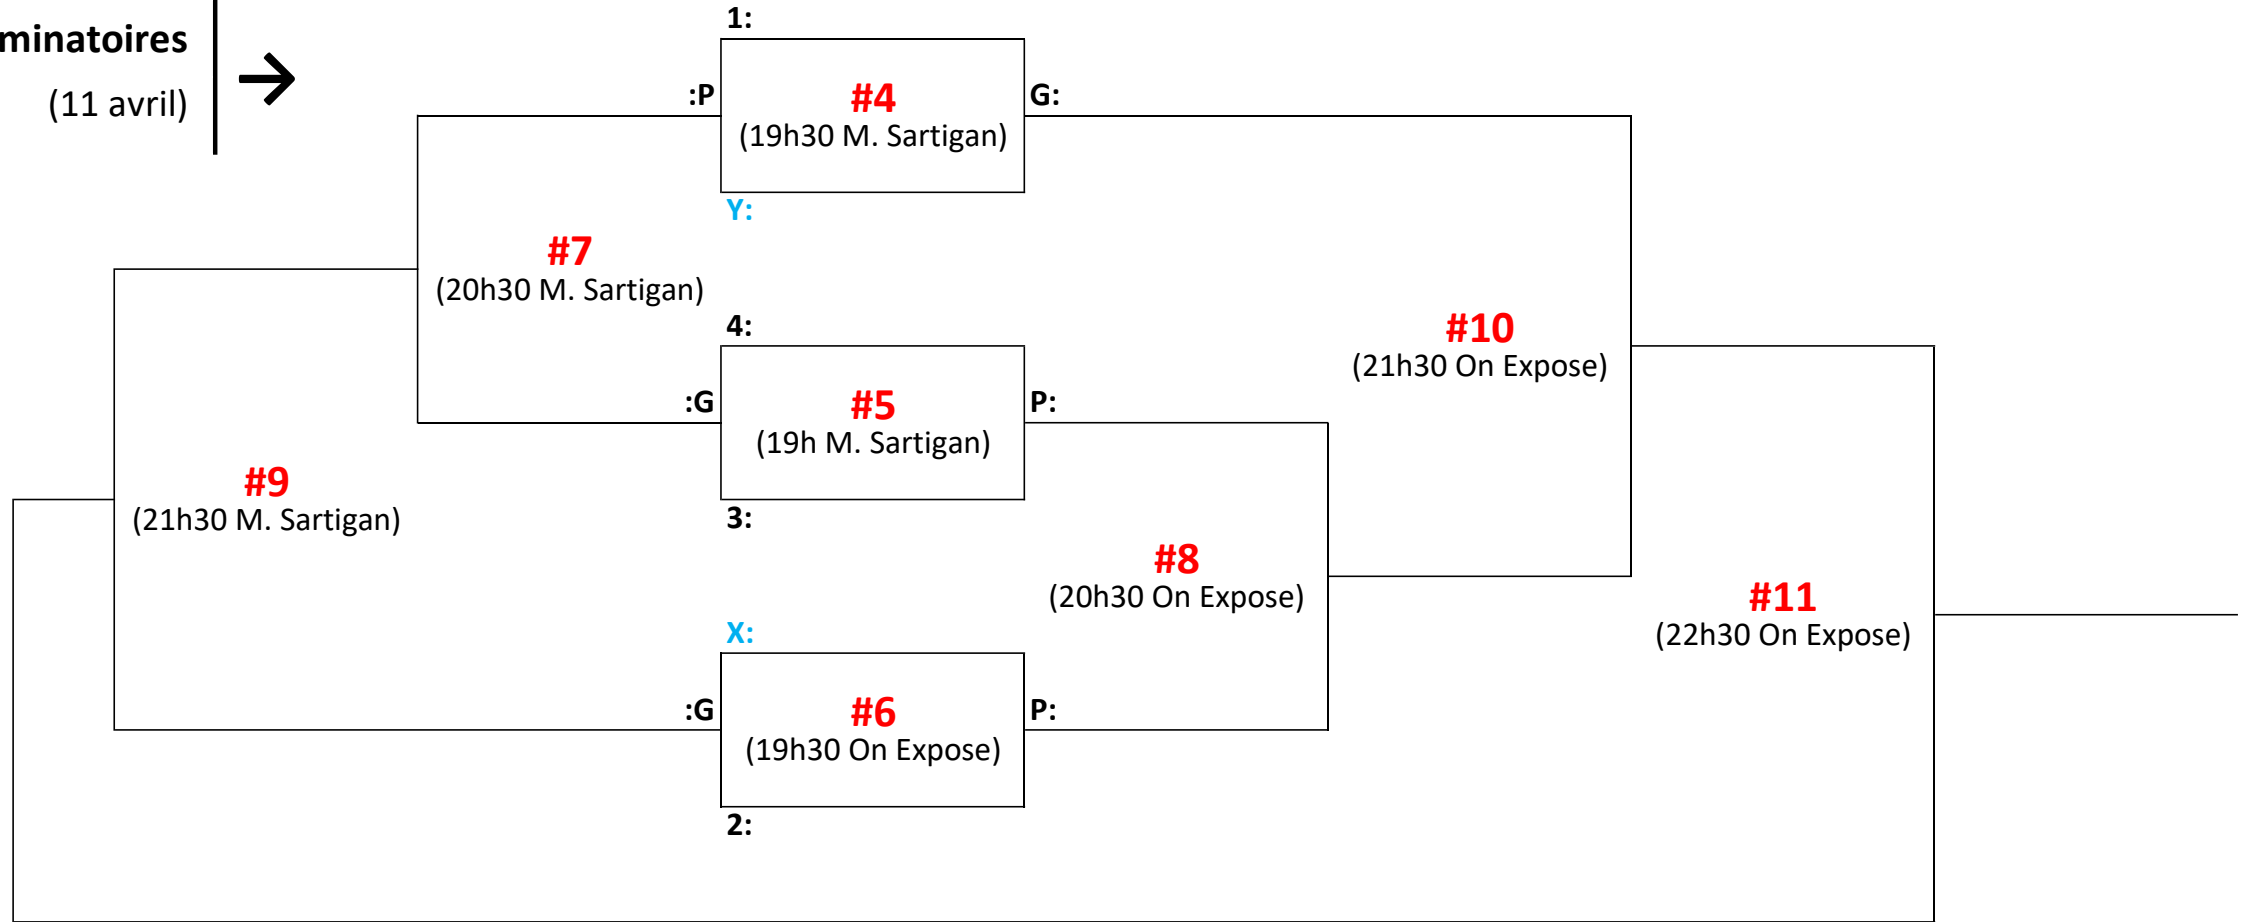 minatoires
(11 avril)
1:
:P
#4
G:
(19h30 M. Sartigan)
Y:
#7
(20h30 M. Sartigan)
4:
#10
(21h30 On Expose)
:G
#5
P:
(19h M. Sartigan)
#9
(21h30 M. Sartigan)
3:
#8
(20h30 On Expose)
#11
(22h30 On Expose)
X:
:G
#6
P:
(19h30 On Expose)
2: